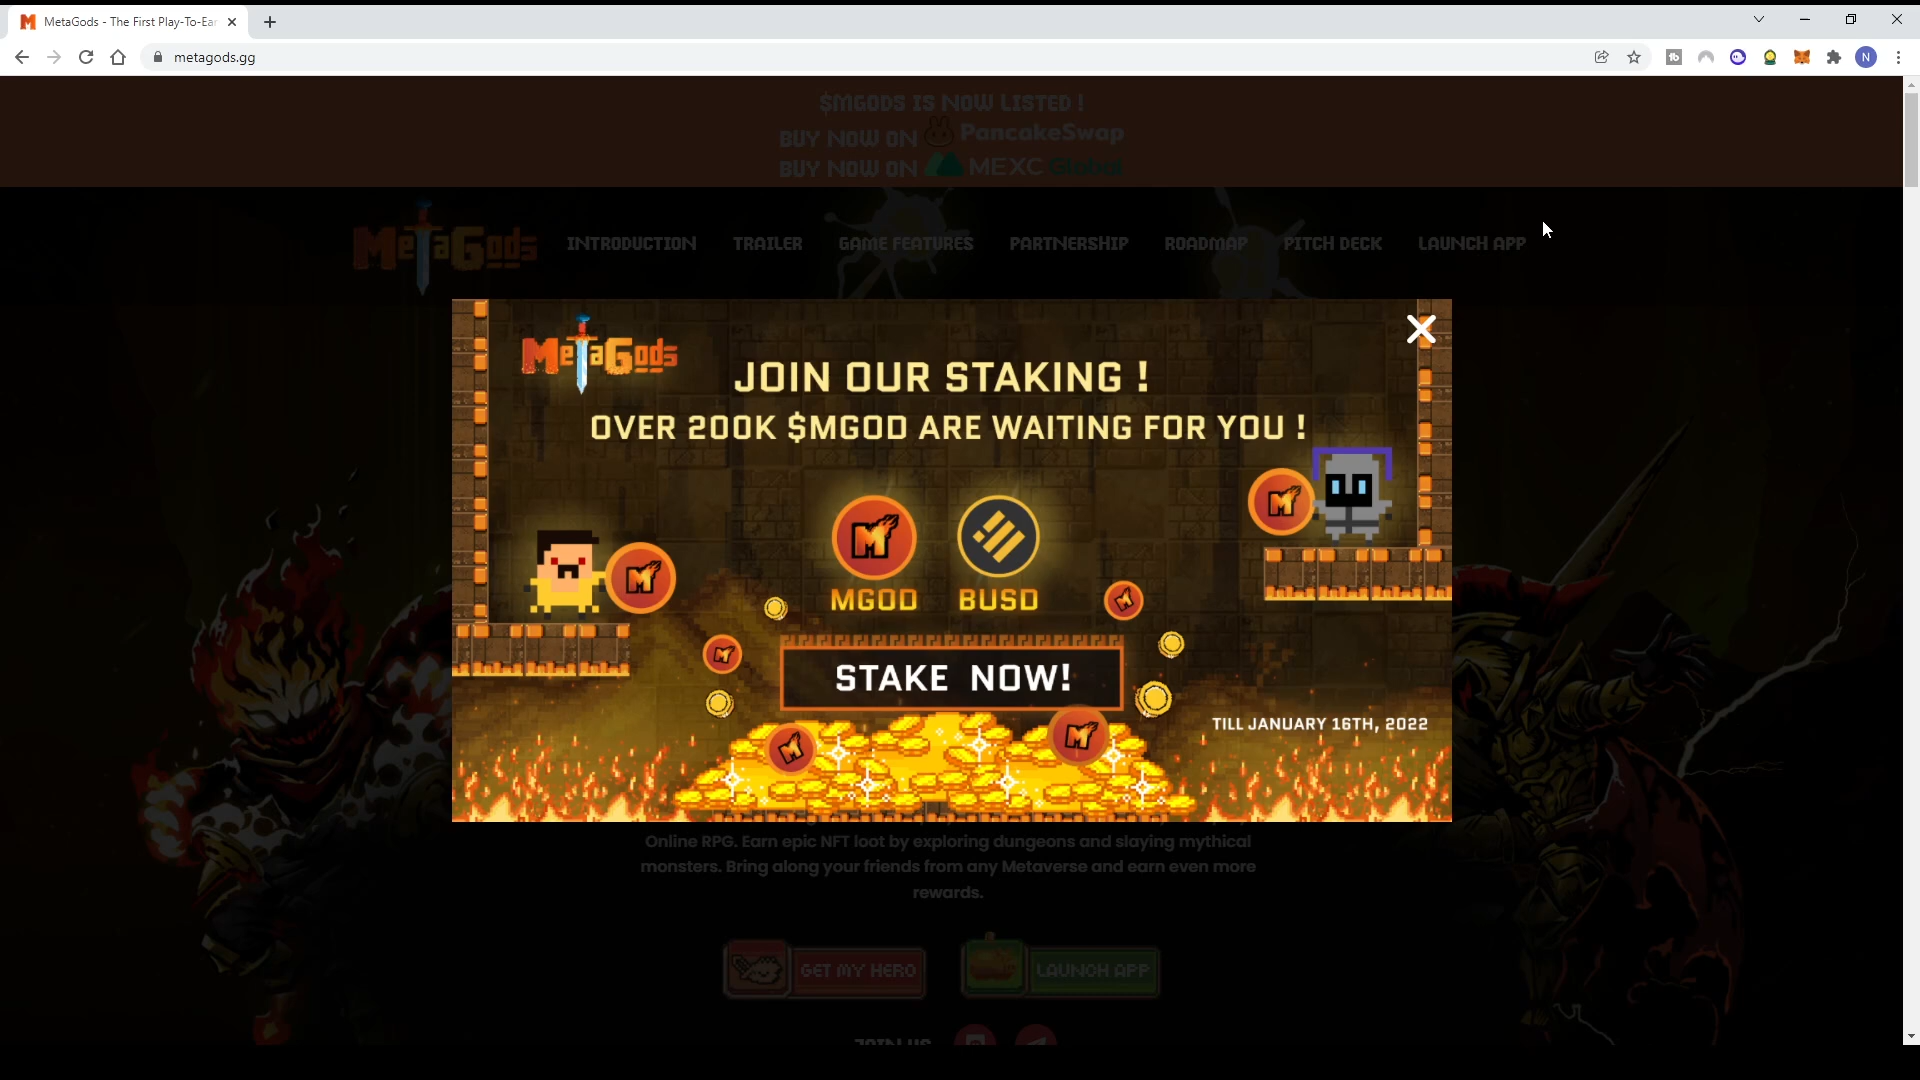 MetaGods - The First Play-To-Ear
metagods.gg
N
$MGODS IS NOW LISTED !
BUY NOW ON PancakeSwap
BUY NOW ON MEXC Global
MetaGods
INTRODUCTION
TRAILER
GAME FEATURES
PARTNERSHIP
ROADMAP
PITCH DECK
LAUNCH APP
MetaGods
JOIN OUR STAKING !
OVER 200K $MGOD ARE WAITING FOR YOU !
MGOD
BUSD
STAKE NOW!
TILL JANUARY 16TH, 2022
Online RPG. Earn epic NFT loot by exploring dungeons and slaying mythical
monsters. Bring along your friends from any Metaverse and earn even more
rewards.
GET MY HERO
LAUNCH APP
JOIN US